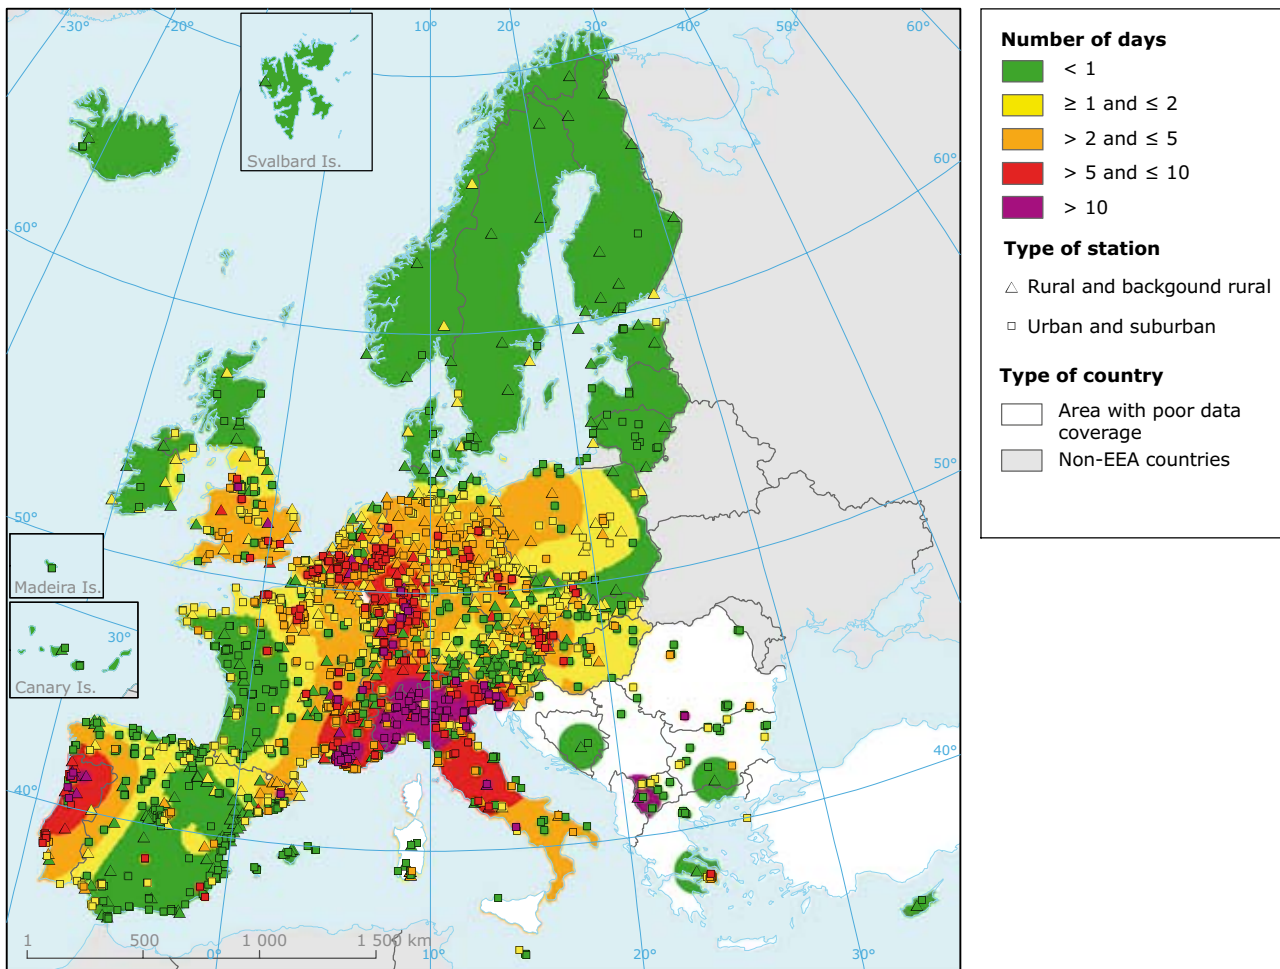 -30° -20° 10° 20° 30° 40° 50° 60°
Svalbard Is.
60°
60°
50°
50°
Madeira Is.
30°
Canary Is.
40°
40°
1 500 1 000 1 500 km
0° 10° 20° 30°
Number of days
< 1
≥ 1 and ≤ 2
> 2 and ≤ 5
> 5 and ≤ 10
> 10
Type of station
Rural and backgound rural
Urban and suburban
Type of country
Area with poor data
coverage
Non-EEA countries